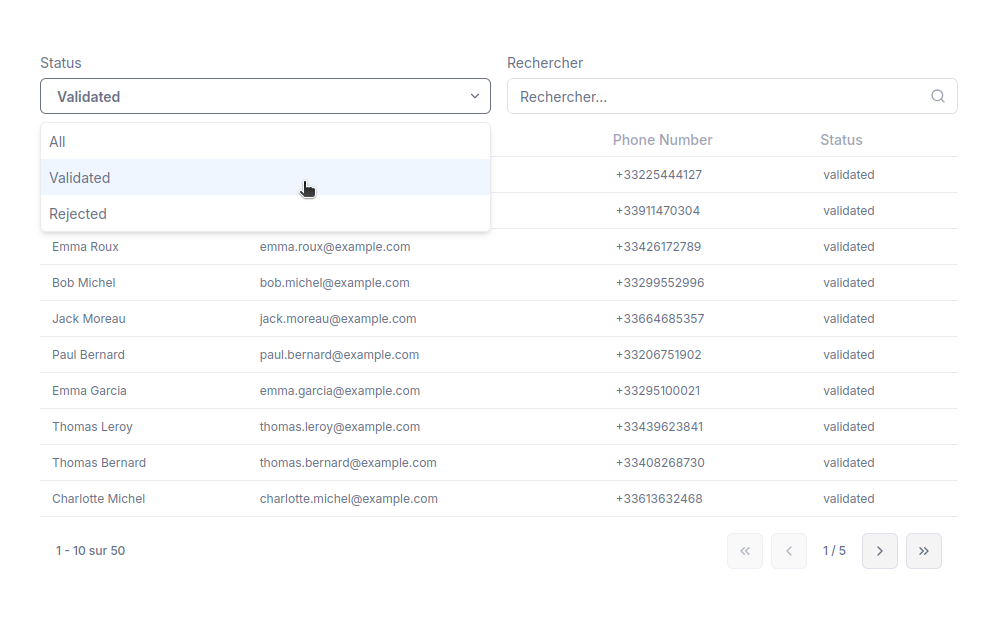 Status Rechercher
Validated Rechercher...
All Phone Number Status
Validated +33225444127 validated
Rejected +33911470304 validated
Emma Roux emma.roux@example.com +33426172789 validated
Bob Michel bob.michel@example.com +33299552996 validated
Jack Moreau jack.moreau@example.com +33664685357 validated
Paul Bernard paul.bernard@example.com +33206751902 validated
Emma Garcia emma.garcia@example.com +33295100021 validated
Thomas Leroy thomas.leroy@example.com +33439623841 validated
Thomas Bernard thomas.bernard@example.com +33408268730 validated
Charlotte Michel charlotte.michel@example.com +33613632468 validated
1 - 10 sur 50 1 / 5